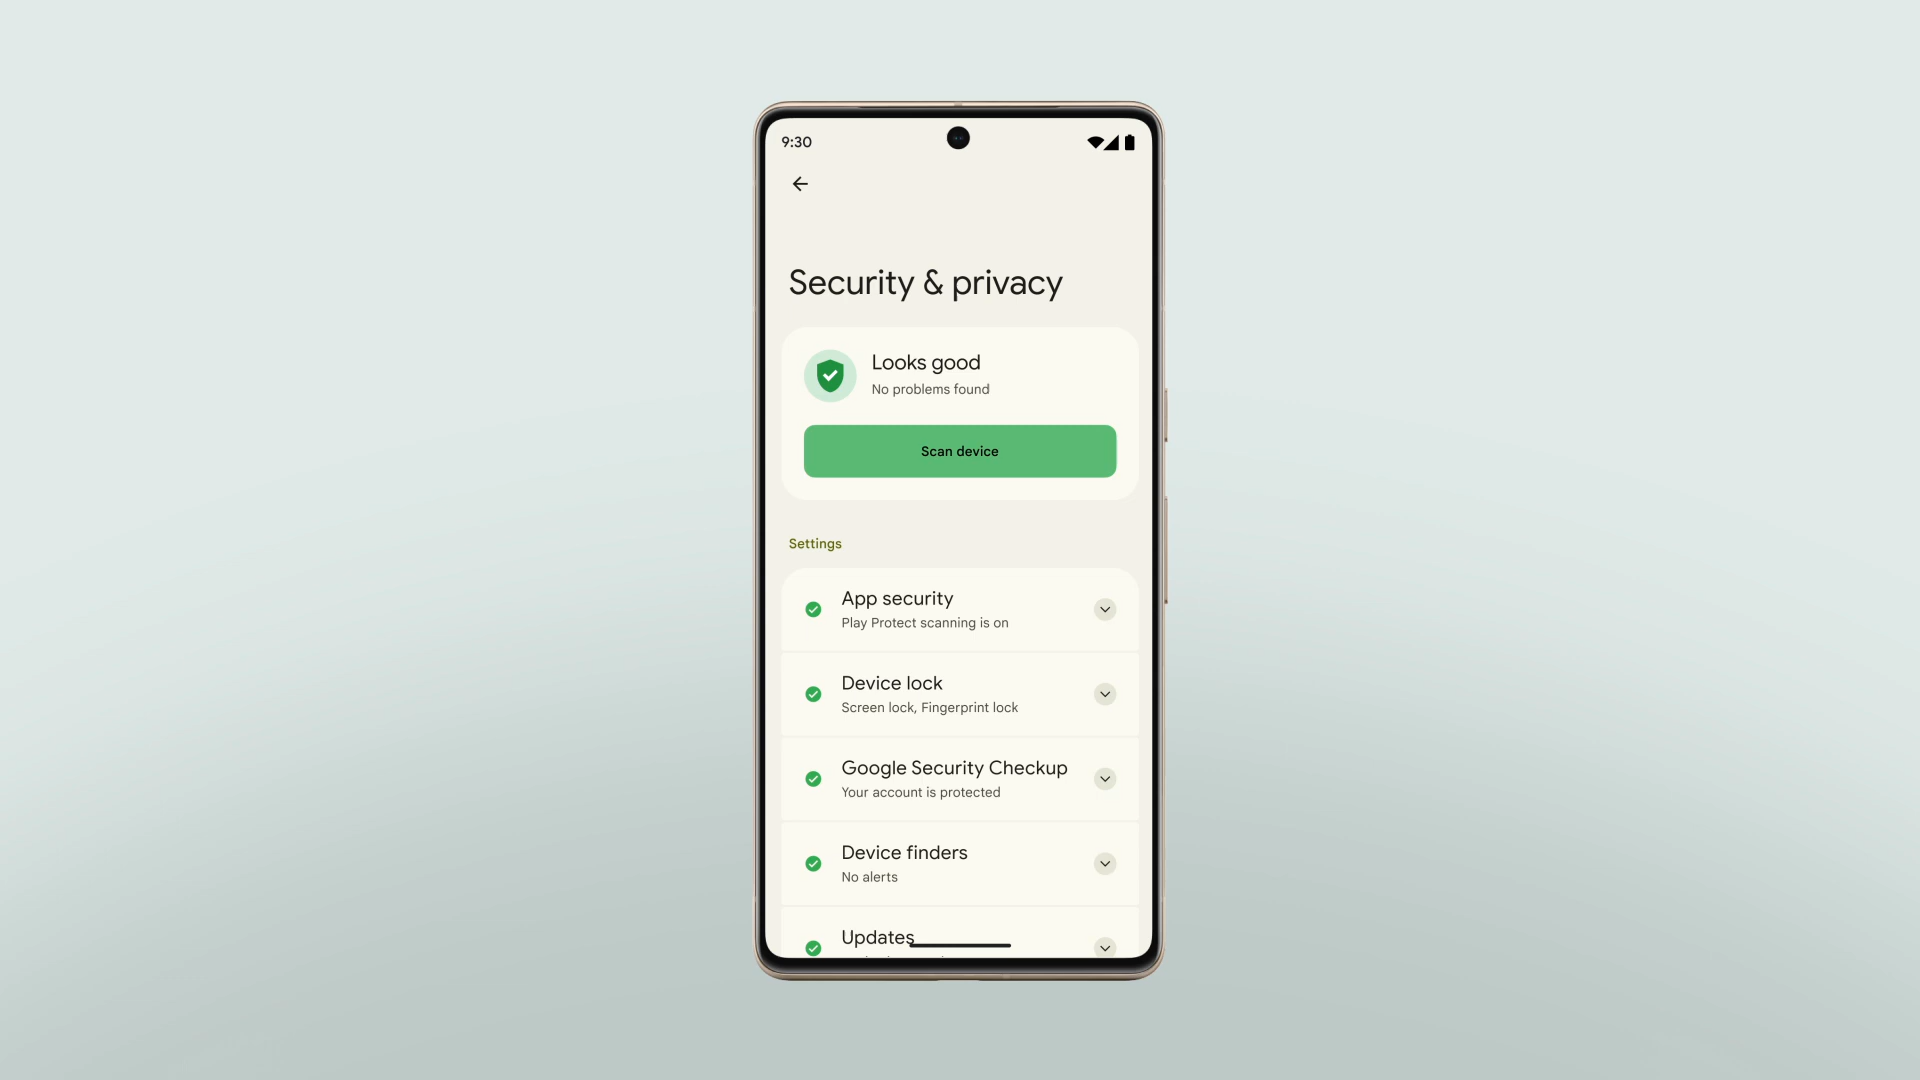 9:30
Security & privacy
Looks good
No problems found
Scan device
Settings
App security
Play Protect scanning is on
Device lock
Screen lock, Fingerprint lock
Google Security Checkup
Your account is protected
Device finders
No alerts
Updates